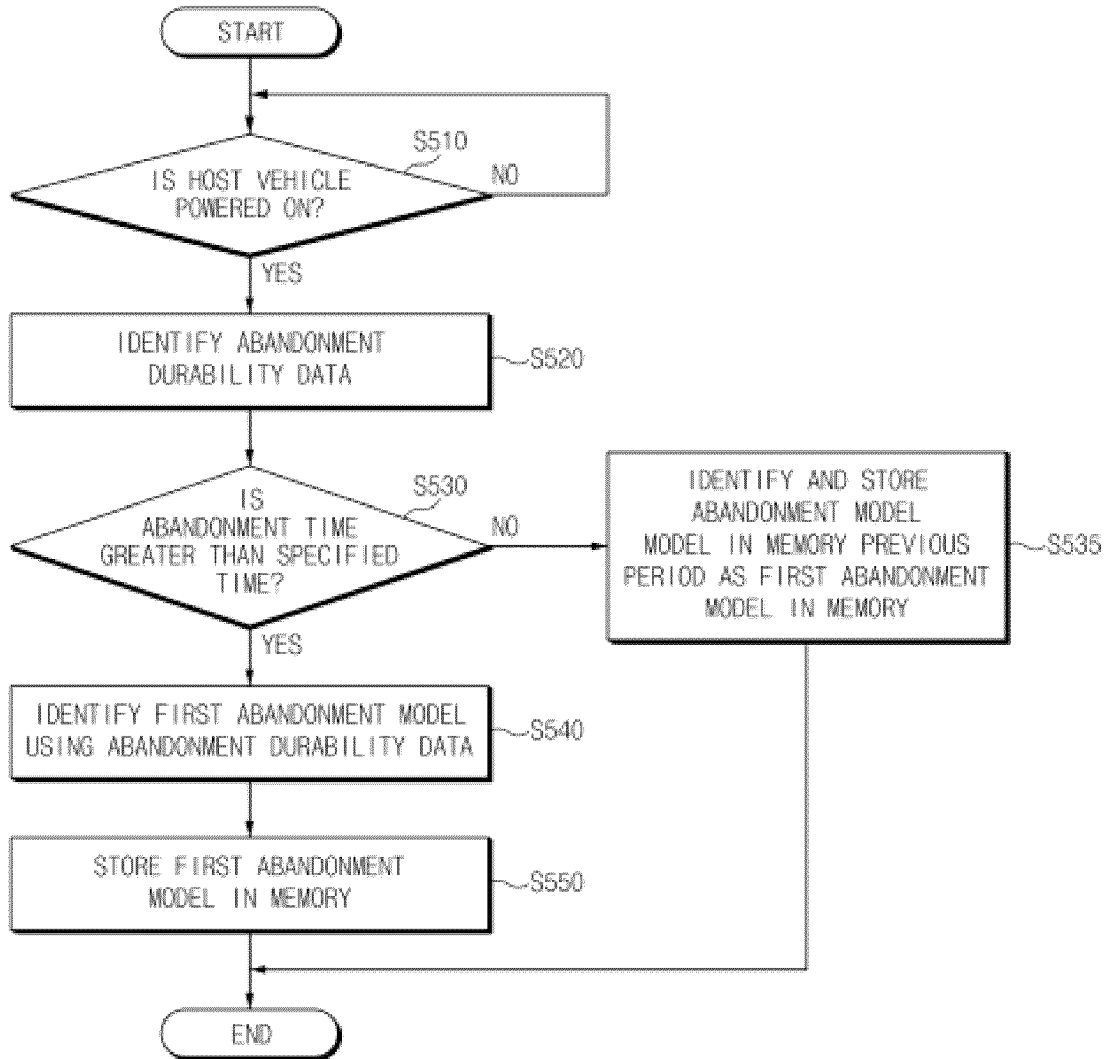 START
S510
IS HOST VEHICLE
POWERED ON?
NO
YES
IDENTIFY ABANDONMENT
DURABILITY DATA
S520
S530
IS
ABANDONMENT TIME
GREATER THAN SPECIFIED
TIME?
NO
YES
IDENTIFY AND STORE
ABANDONMENT MODEL
MODEL IN MEMORY PREVIOUS
PERIOD AS FIRST ABANDONMENT
MODEL IN MEMORY
S535
IDENTIFY FIRST ABANDONMENT MODEL
USING ABANDONMENT DURABILITY DATA
S540
STORE FIRST ABANDONMENT
MODEL IN MEMORY
S550
END